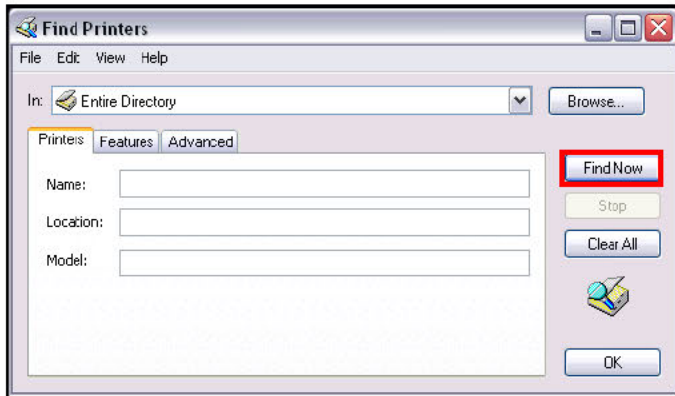 Find Printers
File Edit View Help
In: Entire Directory Browse...
Printers Features Advanced
Find Now
Name:
Stop
Location:
Clear All
Model:
OK